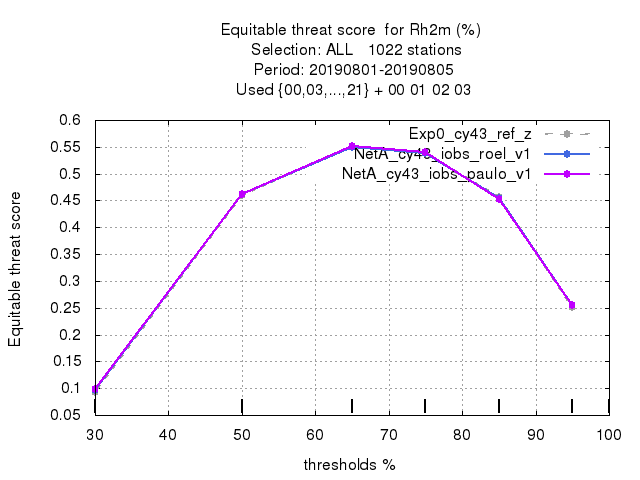 Equitable threat score  for Rh2m (%)
Selection: ALL   1022 stations
Period: 20190801-20190805
Used {00,03,...,21} + 00 01 02 03
Exp0_cy43_ref_z
NetA_cy43_iobs_roel_v1
NetA_cy43_iobs_paulo_v1
Equitable threat score
0.6
0.55
0.5
0.45
0.4
0.35
0.3
0.25
0.2
0.15
0.1
0.05
30 40 50 60 70 80 90 100
thresholds %